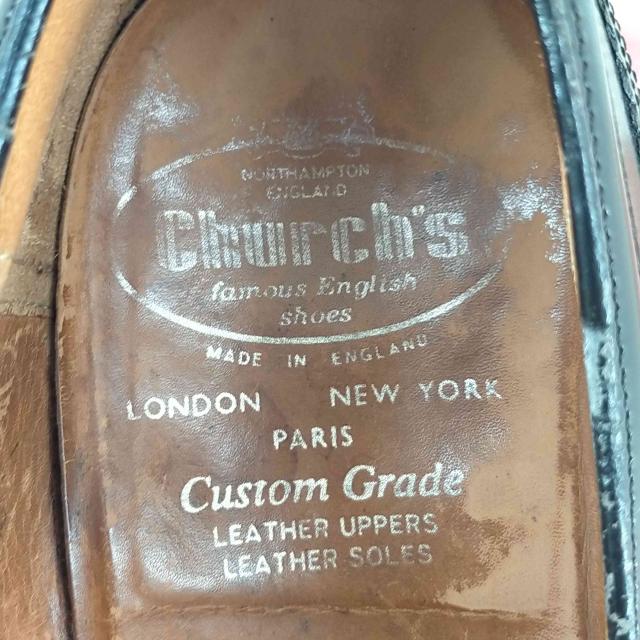 NORTHAMPTON
ENGLAND
Church's
famous English
shoes
MADE IN ENGLAND
LONDON NEW YORK
PARIS
Custom Grade
LEATHER UPPERS
LEATHER SOLES